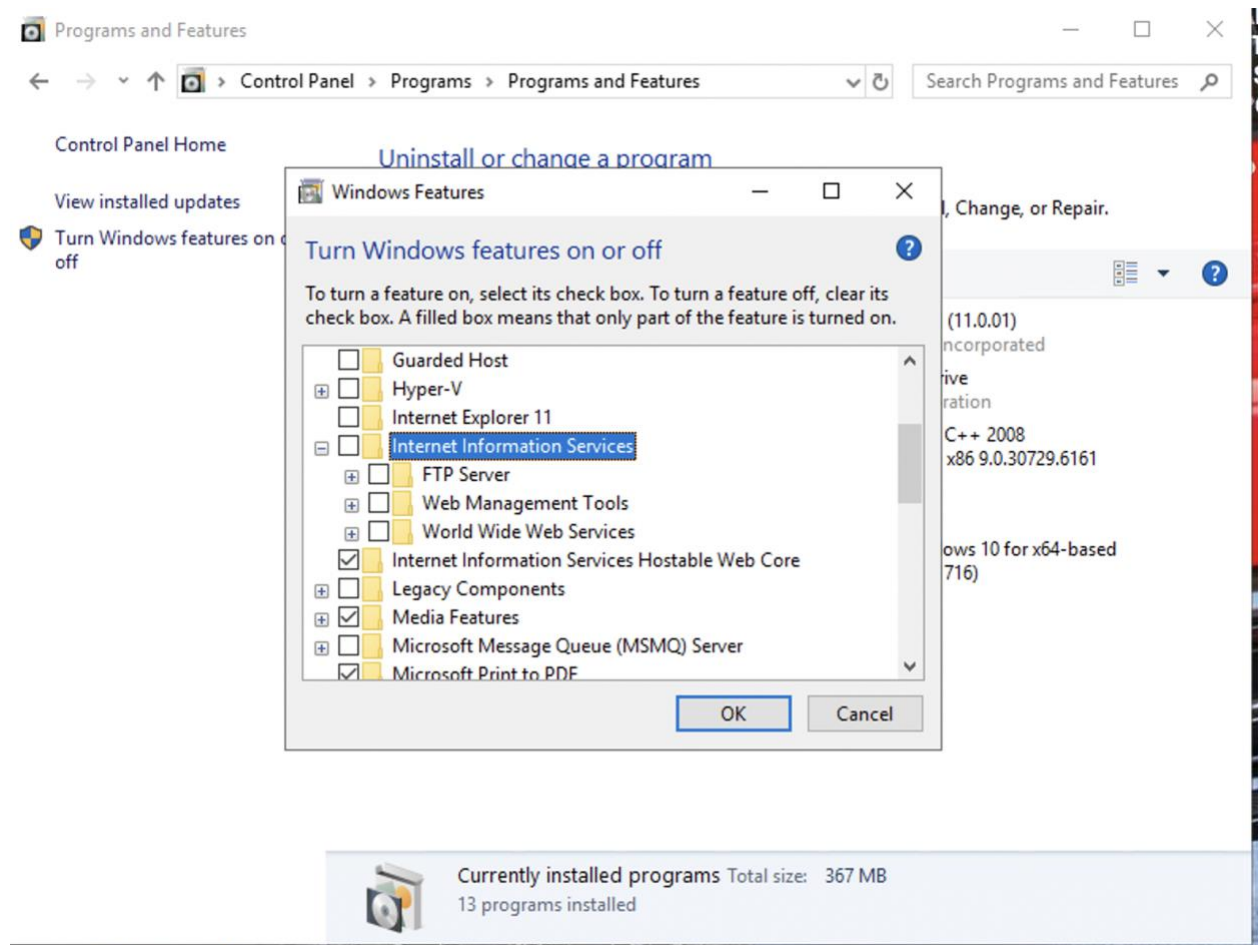 Programs and Features
Control Panel > Programs > Programs and Features
Search Programs and Features
Control Panel Home
View installed updates
Turn Windows features on
off
Uninstall or change a program
, Change, or Repair.
Windows Features
Turn Windows features on or off
To turn a feature on, select its check box. To turn a feature off, clear its
check box. A filled box means that only part of the feature is turned on.
Guarded Host
Hyper-V
Internet Explorer 11
Internet Information Services
FTP Server
Web Management Tools
World Wide Web Services
Internet Information Services Hostable Web Core
Legacy Components
Media Features
Microsoft Message Queue (MSMQ) Server
Microsoft Print to PDF
OK
Cancel
(11.0.01)
ncorporated
rive
ration
C++ 2008
x86 9.0.30729.6161
ows 10 for x64-based
716)
Currently installed programs Total size: 367 MB
13 programs installed